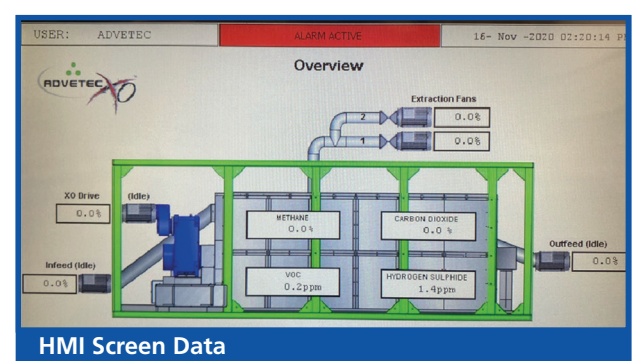 USER: ADVETEC
ALARM ACTIVE
16- Nov -2020 02:20:14
Overview
ADVETEC XO
Extraction Fans
2
0.0%
1
0.0%
XO Drive
(Idle)
0.0%
METHANE
0.0%
CARBON DIOXIDE
0.0 %
Outfeed (Idle)
0.0%
Infeed (Idle)
0.0%
VOC
0.2ppm
HYDROGEN SULPHIDE
1.4ppm
HMI Screen Data